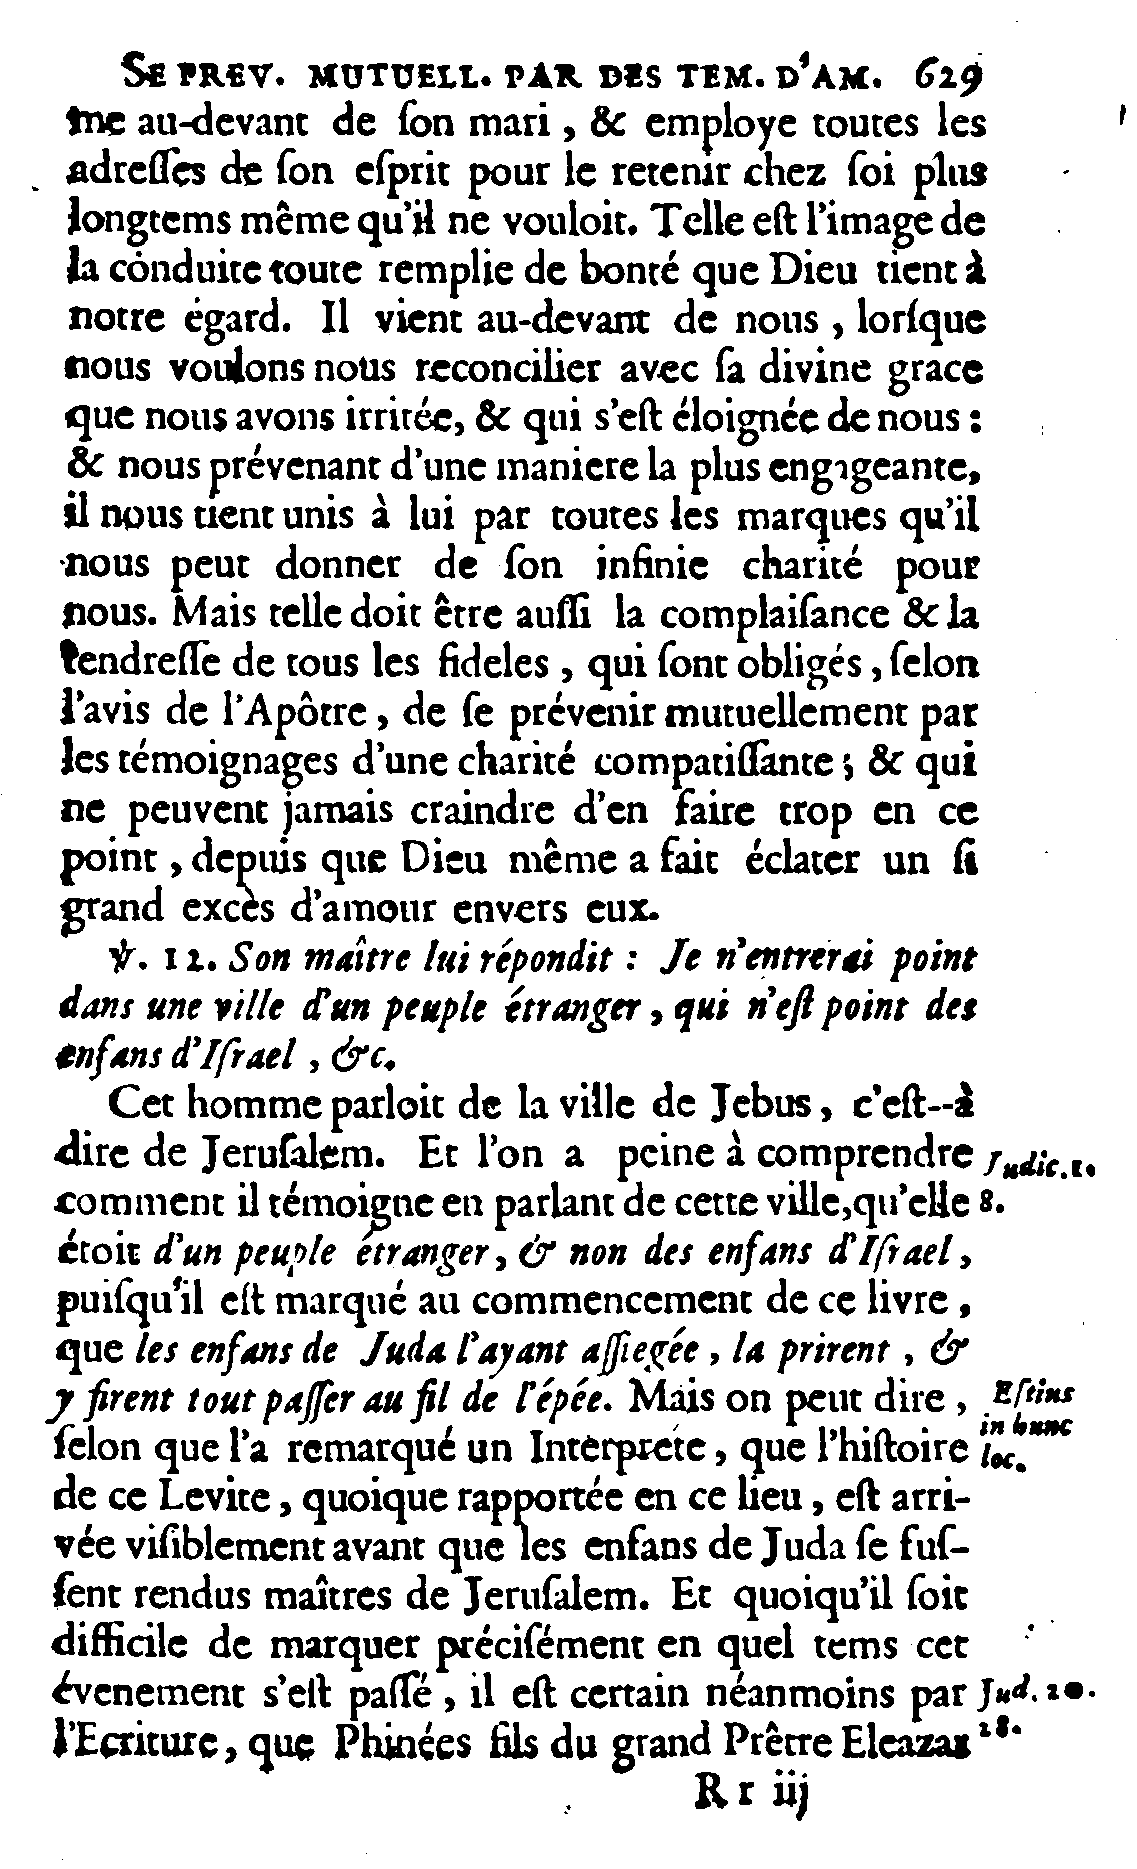 SE PREV. MUTUELL. PAR DES TEM. D'AM. 629
me au-devant de ſon mari, & employe toutes les
adreſſes de ſon eſprit pour le retenir chez ſoi plus
longtems même qu'il ne vouloit. Telle eſt l'image de
la conduite toute remplie de bonté que Dieu tient à
notre égard. Il vient au-devant de nous, lorſque
nous voulons nous reconcilier avec ſa divine grace
que nous avons irritée, & qui s'eſt éloignée de nous :
& nous prévenant d'une maniere la plus engageante,
il nous tient unis à lui par toutes les marques qu'il
nous peut donner de ſon infinie charité pour
nous. Mais telle doit être auſſi la complaiſance & la
tendreſſe de tous les fideles, qui ſont obligés, ſelon
l'avis de l'Apôtre, de ſe prévenir mutuellement par
les témoignages d'une charité compatiſſante; & qui
ne peuvent jamais craindre d'en faire trop en ce
point, depuis que Dieu même a fait éclater un ſi
grand excès d'amour envers eux.
℣. 12. Son maître lui répondit : Je n'entrerai point
dans une ville d'un peuple étranger, qui n'eſt point des
enfans d'Iſrael, &c.
Cet homme parloit de la ville de Jebus, c'eſt--à
dire de Jeruſalem. Et l'on a peine à comprendre Judic. 1.
comment il témoigne en parlant de cette ville, qu'elle 8.
étoit d'un peuple étranger, & non des enfans d'Iſrael,
puiſqu'il eſt marqué au commencement de ce livre,
que les enfans de Juda l'ayant aſſiegée, la prirent, &
y firent tout paſſer au fil de l'épée. Mais on peut dire, Eſtius
ſelon que l'a remarqué un Interprete, que l'hiſtoire in hunc loc.
de ce Levite, quoique rapportée en ce lieu, eſt arri-
vée viſiblement avant que les enfans de Juda ſe fuſ-
ſent rendus maîtres de Jeruſalem. Et quoiqu'il ſoit
difficile de marquer préciſément en quel tems cet
évenement s'eſt paſſé, il eſt certain néanmoins par Jud. 20.
l'Ecriture, que Phinées fils du grand Prêtre Eleazar 28.
R r iij